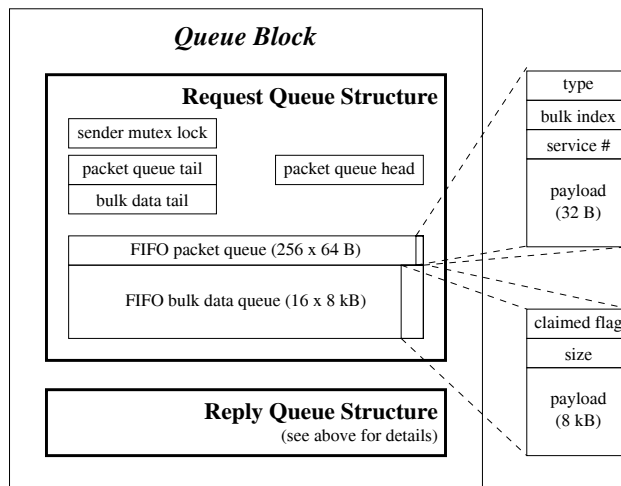 Queue Block
Request Queue Structure
sender mutex lock
packet queue tail
packet queue head
bulk data tail
FIFO packet queue (256 x 64 B)
FIFO bulk data queue (16 x 8 kB)
Reply Queue Structure
(see above for details)
type
bulk index
service #
payload
(32 B)
claimed flag
size
payload
(8 kB)